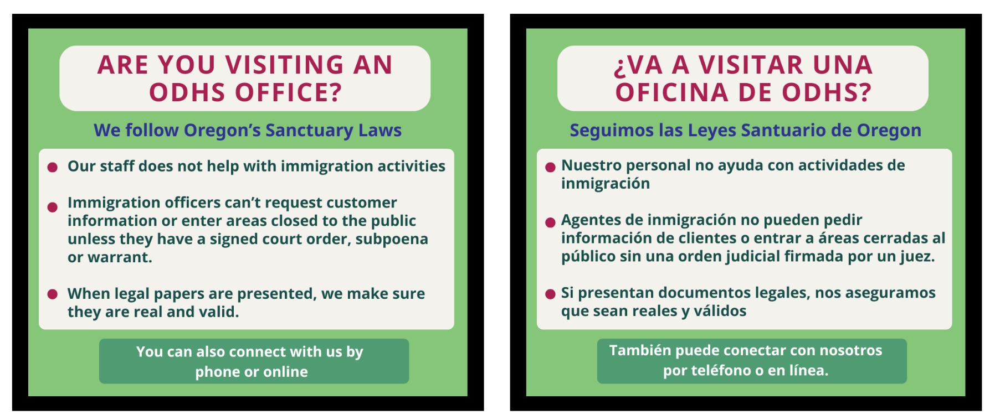 ARE YOU VISITING AN
ODHS OFFICE?
We follow Oregon’s Sanctuary Laws
Our staff does not help with immigration activities
Immigration officers can’t request customer
information or enter areas closed to the public
unless they have a signed court order, subpoena
or warrant.
When legal papers are presented, we make sure
they are real and valid.
You can also connect with us by
phone or online
¿VA A VISITAR UNA
OFICINA DE ODHS?
Seguimos las Leyes Santuario de Oregon
Nuestro personal no ayuda con actividades de
inmigración
Agentes de inmigración no pueden pedir
información de clientes o entrar a áreas cerradas al
público sin una orden judicial firmada por un juez.
Si presentan documentos legales, nos aseguramos
que sean reales y válidos
También puede conectar con nosotros
por teléfono o en línea.